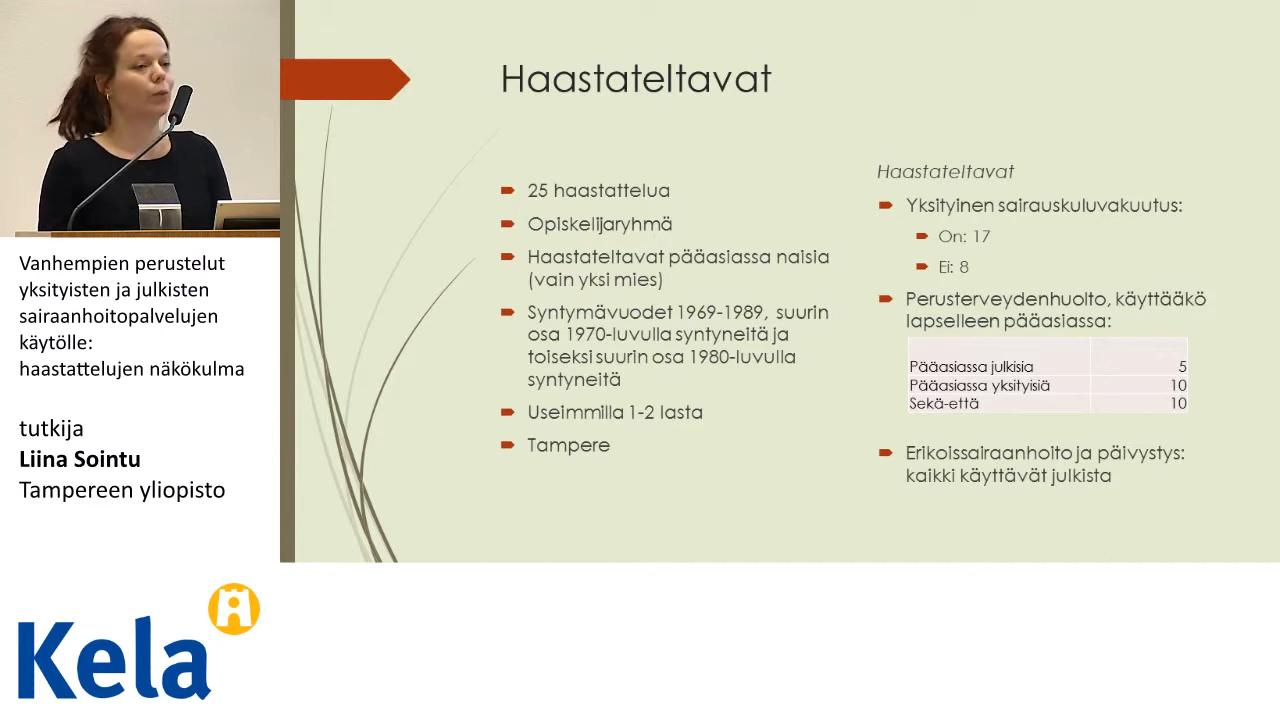 Haastateltavat
25 haastattelua
Opiskelijaryhmä
Haastateltavat pääasiassa naisia
(vain yksi mies)
Syntymävuodet 1969-1989, suurin
osa 1970-luvulla syntyneitä ja
toiseksi suurin osa 1980-luvulla
syntyneitä
Useimmilla 1-2 lasta
Tampere
Haastateltavat
Yksityinen sairauskuluvakuutus:
On: 17
Ei: 8
Perusterveydenhuolto, käyttääkö
lapselleen pääasiassa:
Pääasiassa julkisia 5
Pääasiassa yksityisiä 10
Sekä-että 10
Erikoissairaanhoito ja päivystys:
kaikki käyttävät julkista
Vanhempien perustelut
yksityisten ja julkisten
sairaanhoitopalvelujen
käytölle:
haastattelujen näkökulma
tutkija
Liina Sointu
Tampereen yliopisto
Kela